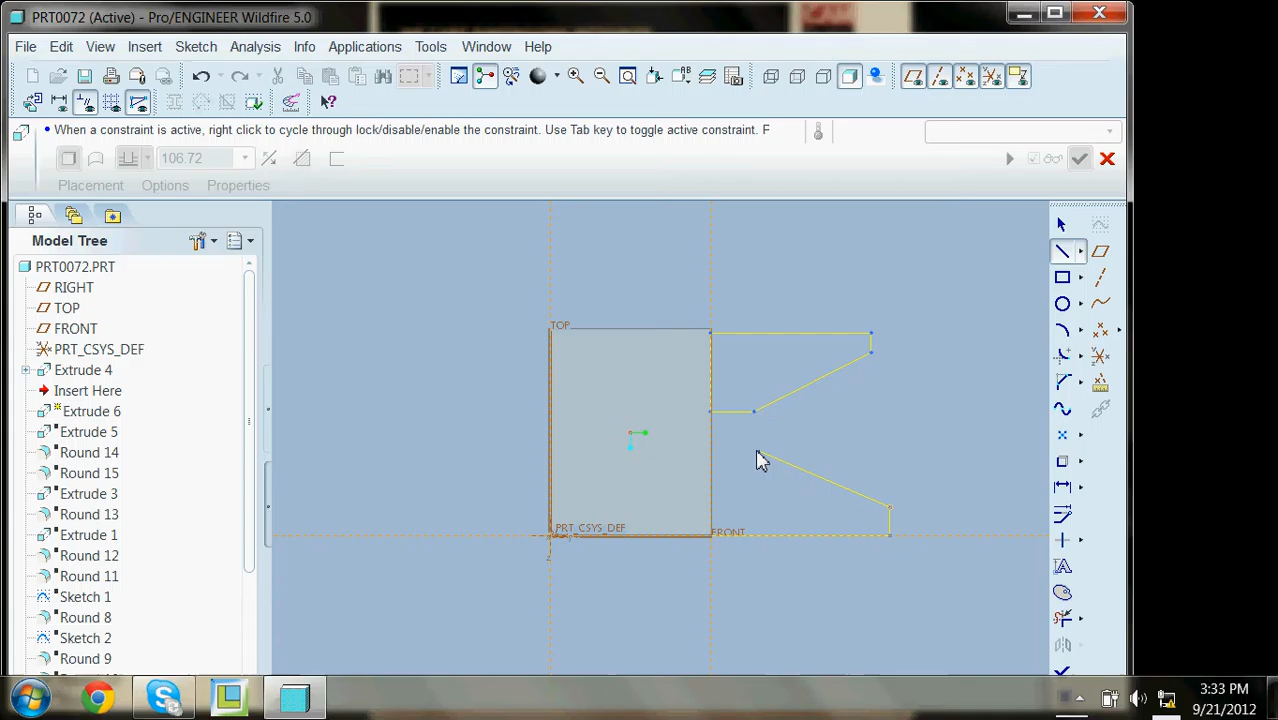 PRT0072 (Active) - Pro/ENGINEER Wildfire 5.0
File Edit View Insert Sketch Analysis Info Applications Tools Window Help
• When a constraint is active, right click to cycle through lock/disable/enable the constraint. Use Tab key to toggle active constraint. F
106.72
Placement Options Properties
Model Tree
PRT0072.PRT
RIGHT
TOP
FRONT
PRT_CSYS_DEF
Extrude 4
Insert Here
Extrude 6
Extrude 5
Round 14
Round 15
Extrude 3
Round 13
Extrude 1
Round 12
Round 11
Sketch 1
Round 8
Sketch 2
Round 9
TOP
PRT_CSYS_DEF
FRONT
3:33 PM
9/21/2012